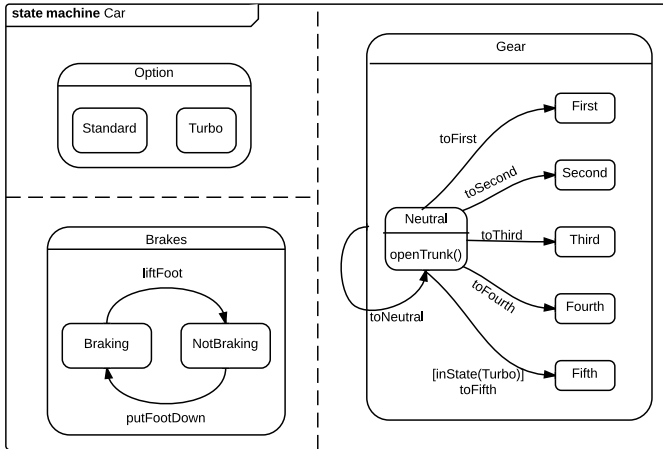 state machine Car
Option
Standard
Turbo
Brakes
liftFoot
Braking
NotBraking
putFootDown
Gear
First
toFirst
Second
toSecond
Neutral
openTrunk()
toThird
Third
toFourth
Fourth
toNeutral
[inState(Turbo)]
toFifth
Fifth